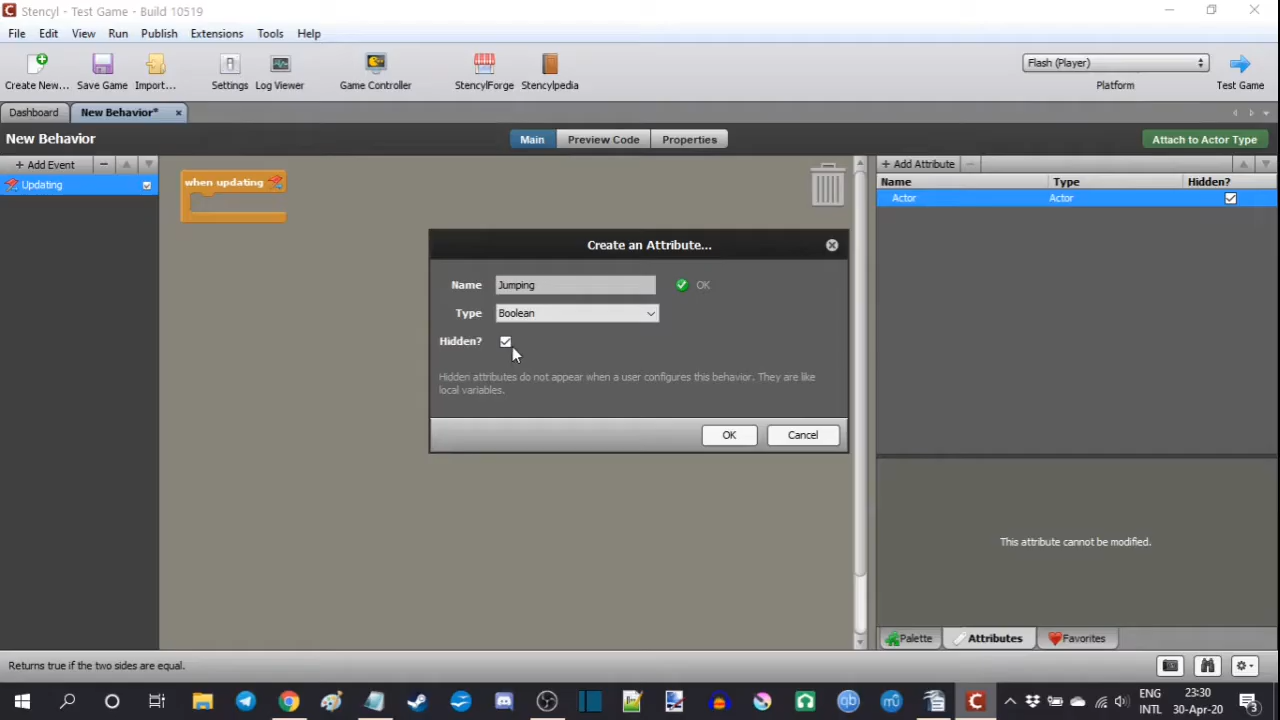 Stencyl - Test Game - Build 10519
File Edit View Run Publish Extensions Tools Help
Create New... Save Game Import... Settings Log Viewer Game Controller StencylForge Stencylpedia
Flash (Player)
Platform
Test Game
Dashboard New Behavior* ×
New Behavior
Main Preview Code Properties
Attach to Actor Type
+ Add Event
Updating
when updating
+ Add Attribute
Name Type Hidden?
Actor Actor
Create an Attribute...
Name Jumping OK
Type Boolean
Hidden?
Hidden attributes do not appear when a user configures this behavior. They are like
local variables.
OK Cancel
This attribute cannot be modified.
Palette Attributes Favorites
Returns true if the two sides are equal.
ENG
INTL
23:30
30-Apr-20
3